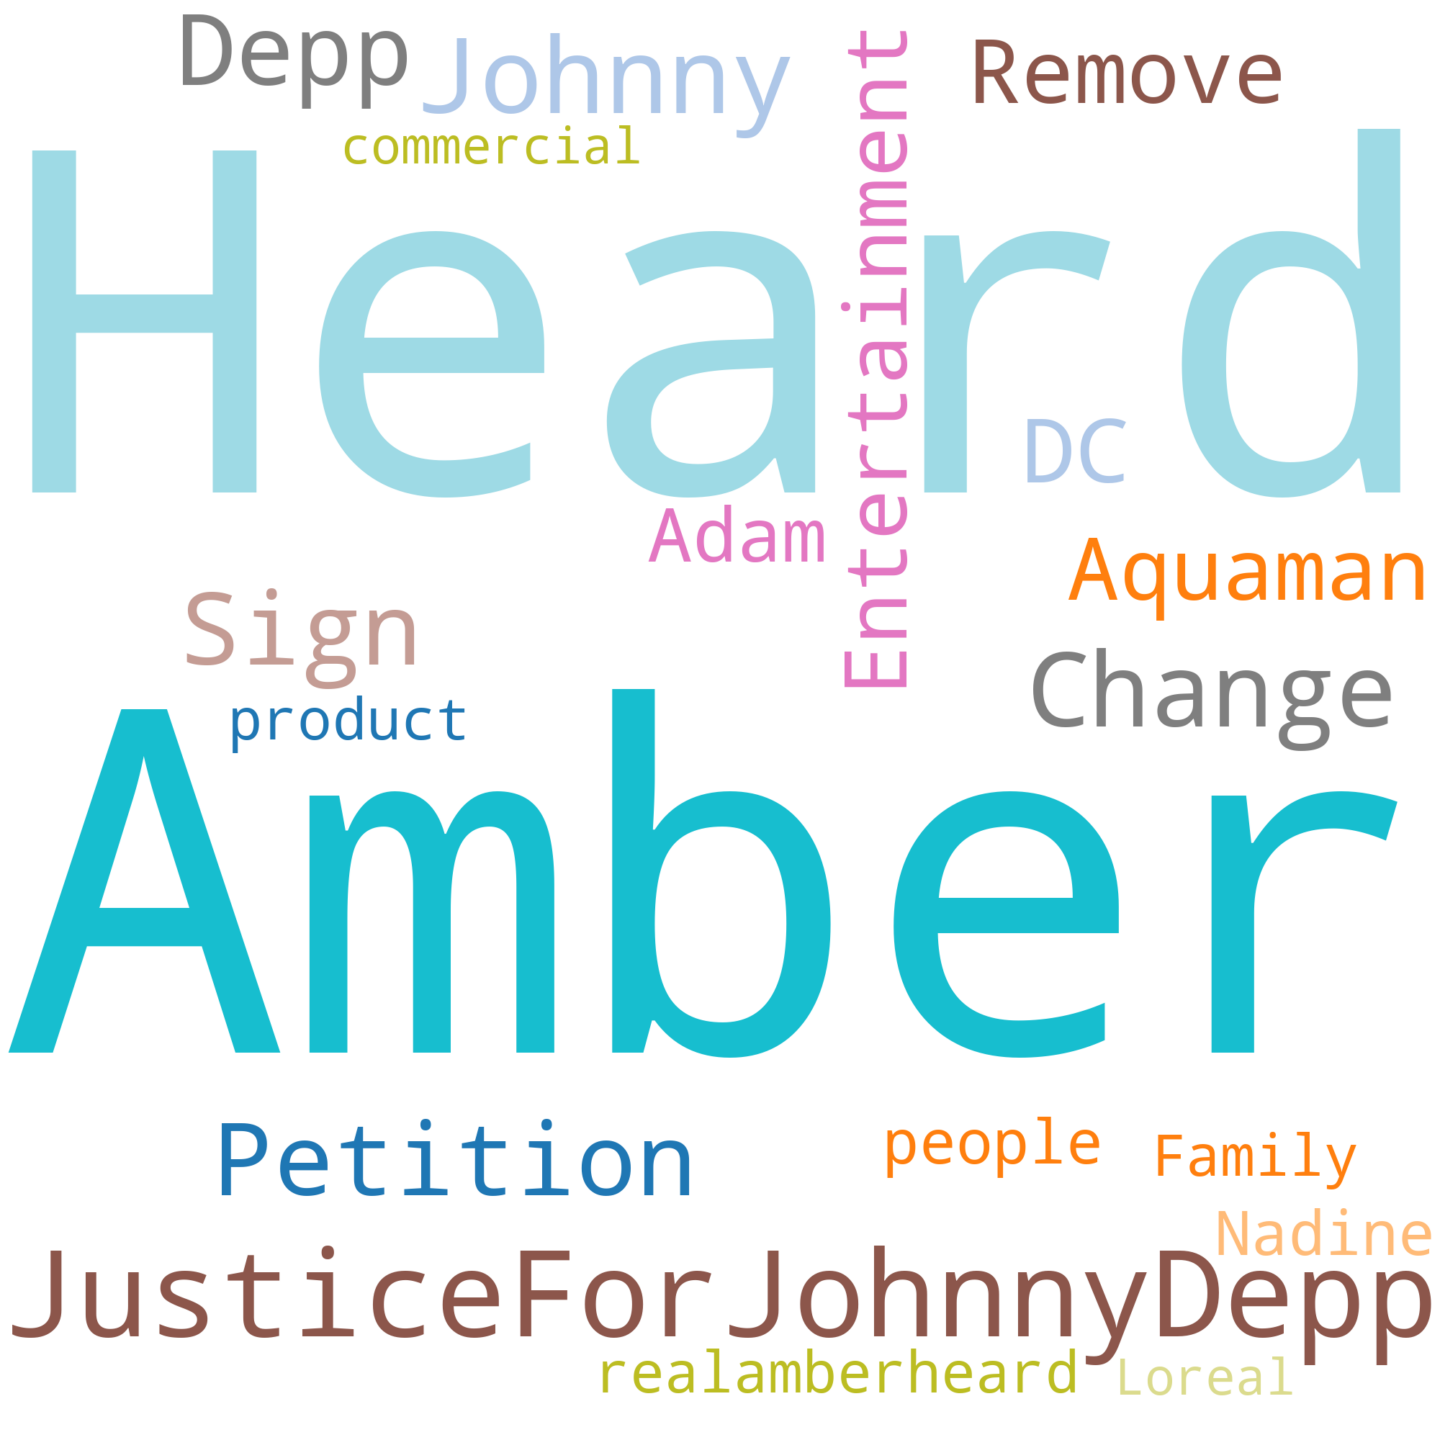 Depp
Johnny
Remove
commercial
Heard
Entertainment
DC
Adam
Aquaman
Sign
Change
product
Amber
Petition
people
Family
Nadine
JusticeForJohnnyDepp
realamberheard
Loreal